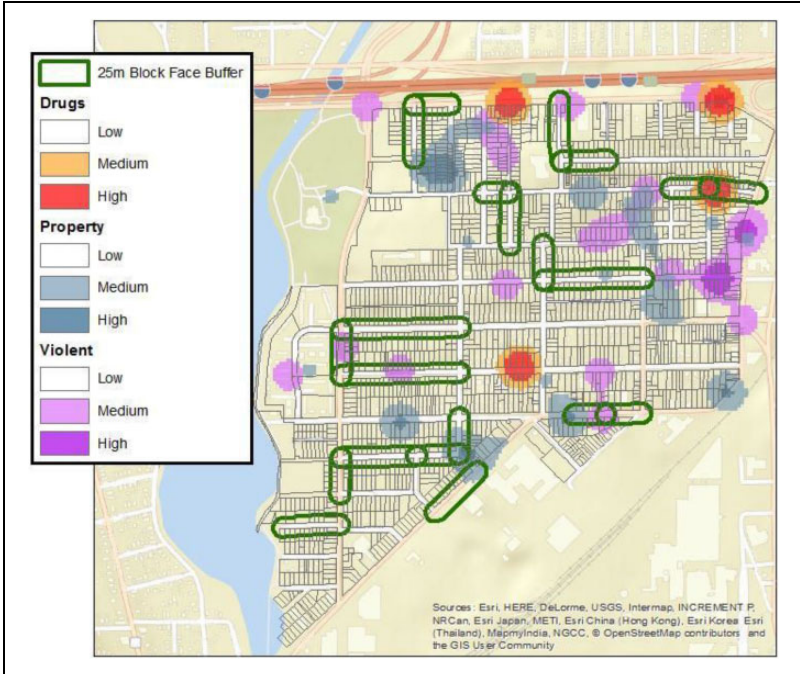 25m Block Face Buffer
Drugs
Low
Medium
High
Property
Low
Medium
High
Violent
Low
Medium
High
Sources: Esri, HERE, DeLorme, USGS, Intermap, INCREMENT P,
NRCan, Esri Japan, METI, Esri China (Hong Kong), Esri Korea, Esri
(Thailand), MapmyIndia, NGCC, © OpenStreetMap contributors, and
the GIS User Community